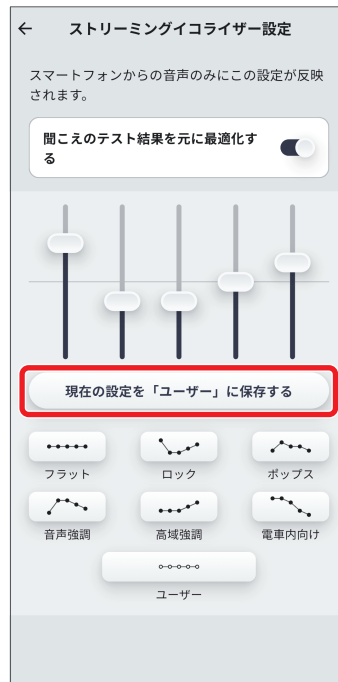 ストリーミングイコライザー設定
スマートフォンからの音声のみにこの設定が反映
されます。
聞こえのテスト結果を元に最適化す
る
現在の設定を「ユーザー」に保存する
フラット
ロック
ポップス
音声強調
高域強調
電車内向け
ユーザー